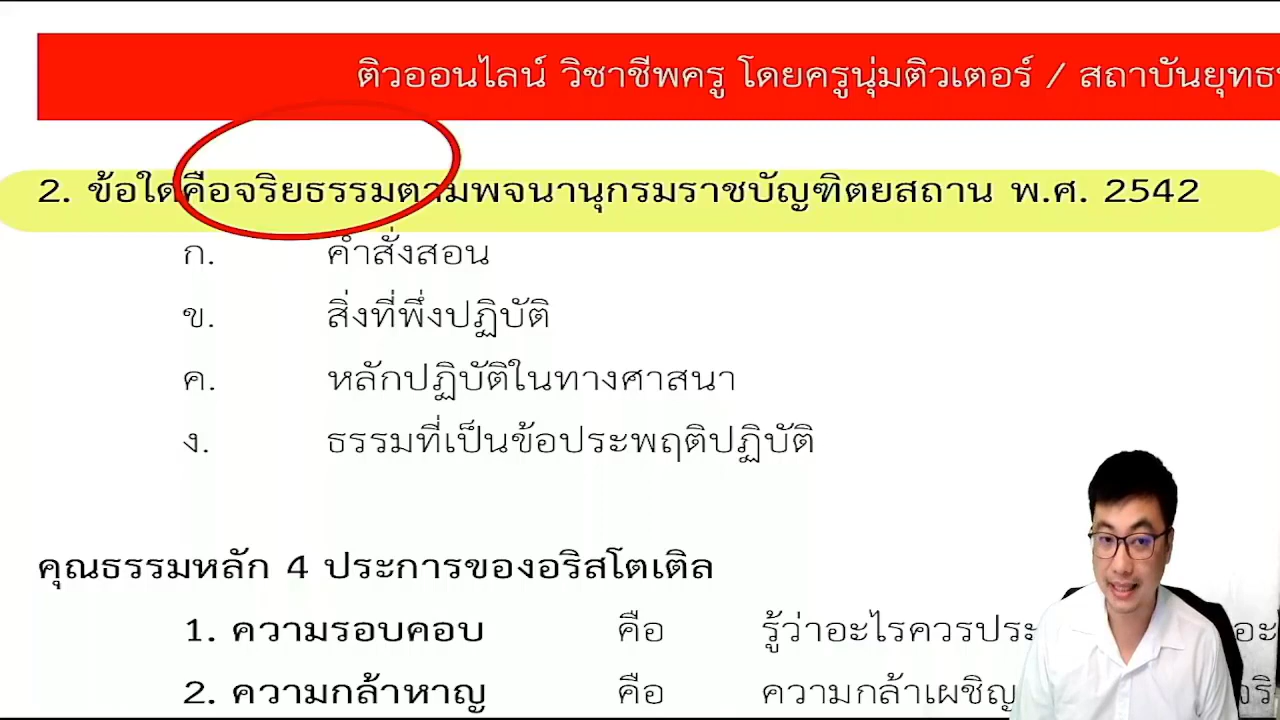 ติวออนไลน์ วิชาชีพครู โดยครูนุ่มติวเตอร์ / สถาบันยุทธ
2. ข้อใดคือจริยธรรมตามพจนานุกรมราชบัญฑิตยสถาน พ.ศ. 2542
ก. คำสั่งสอน
ข. สิ่งที่พึ่งปฏิบัติ
ค. หลักปฏิบัติในทางศาสนา
ง. ธรรมที่เป็นข้อประพฤติปฏิบัติ
คุณธรรมหลัก 4 ประการของอริสโตเติล
1. ความรอบคอบ คือ รู้ว่าอะไรควรประ
2. ความกล้าหาญ คือ ความกล้าเผชิญ